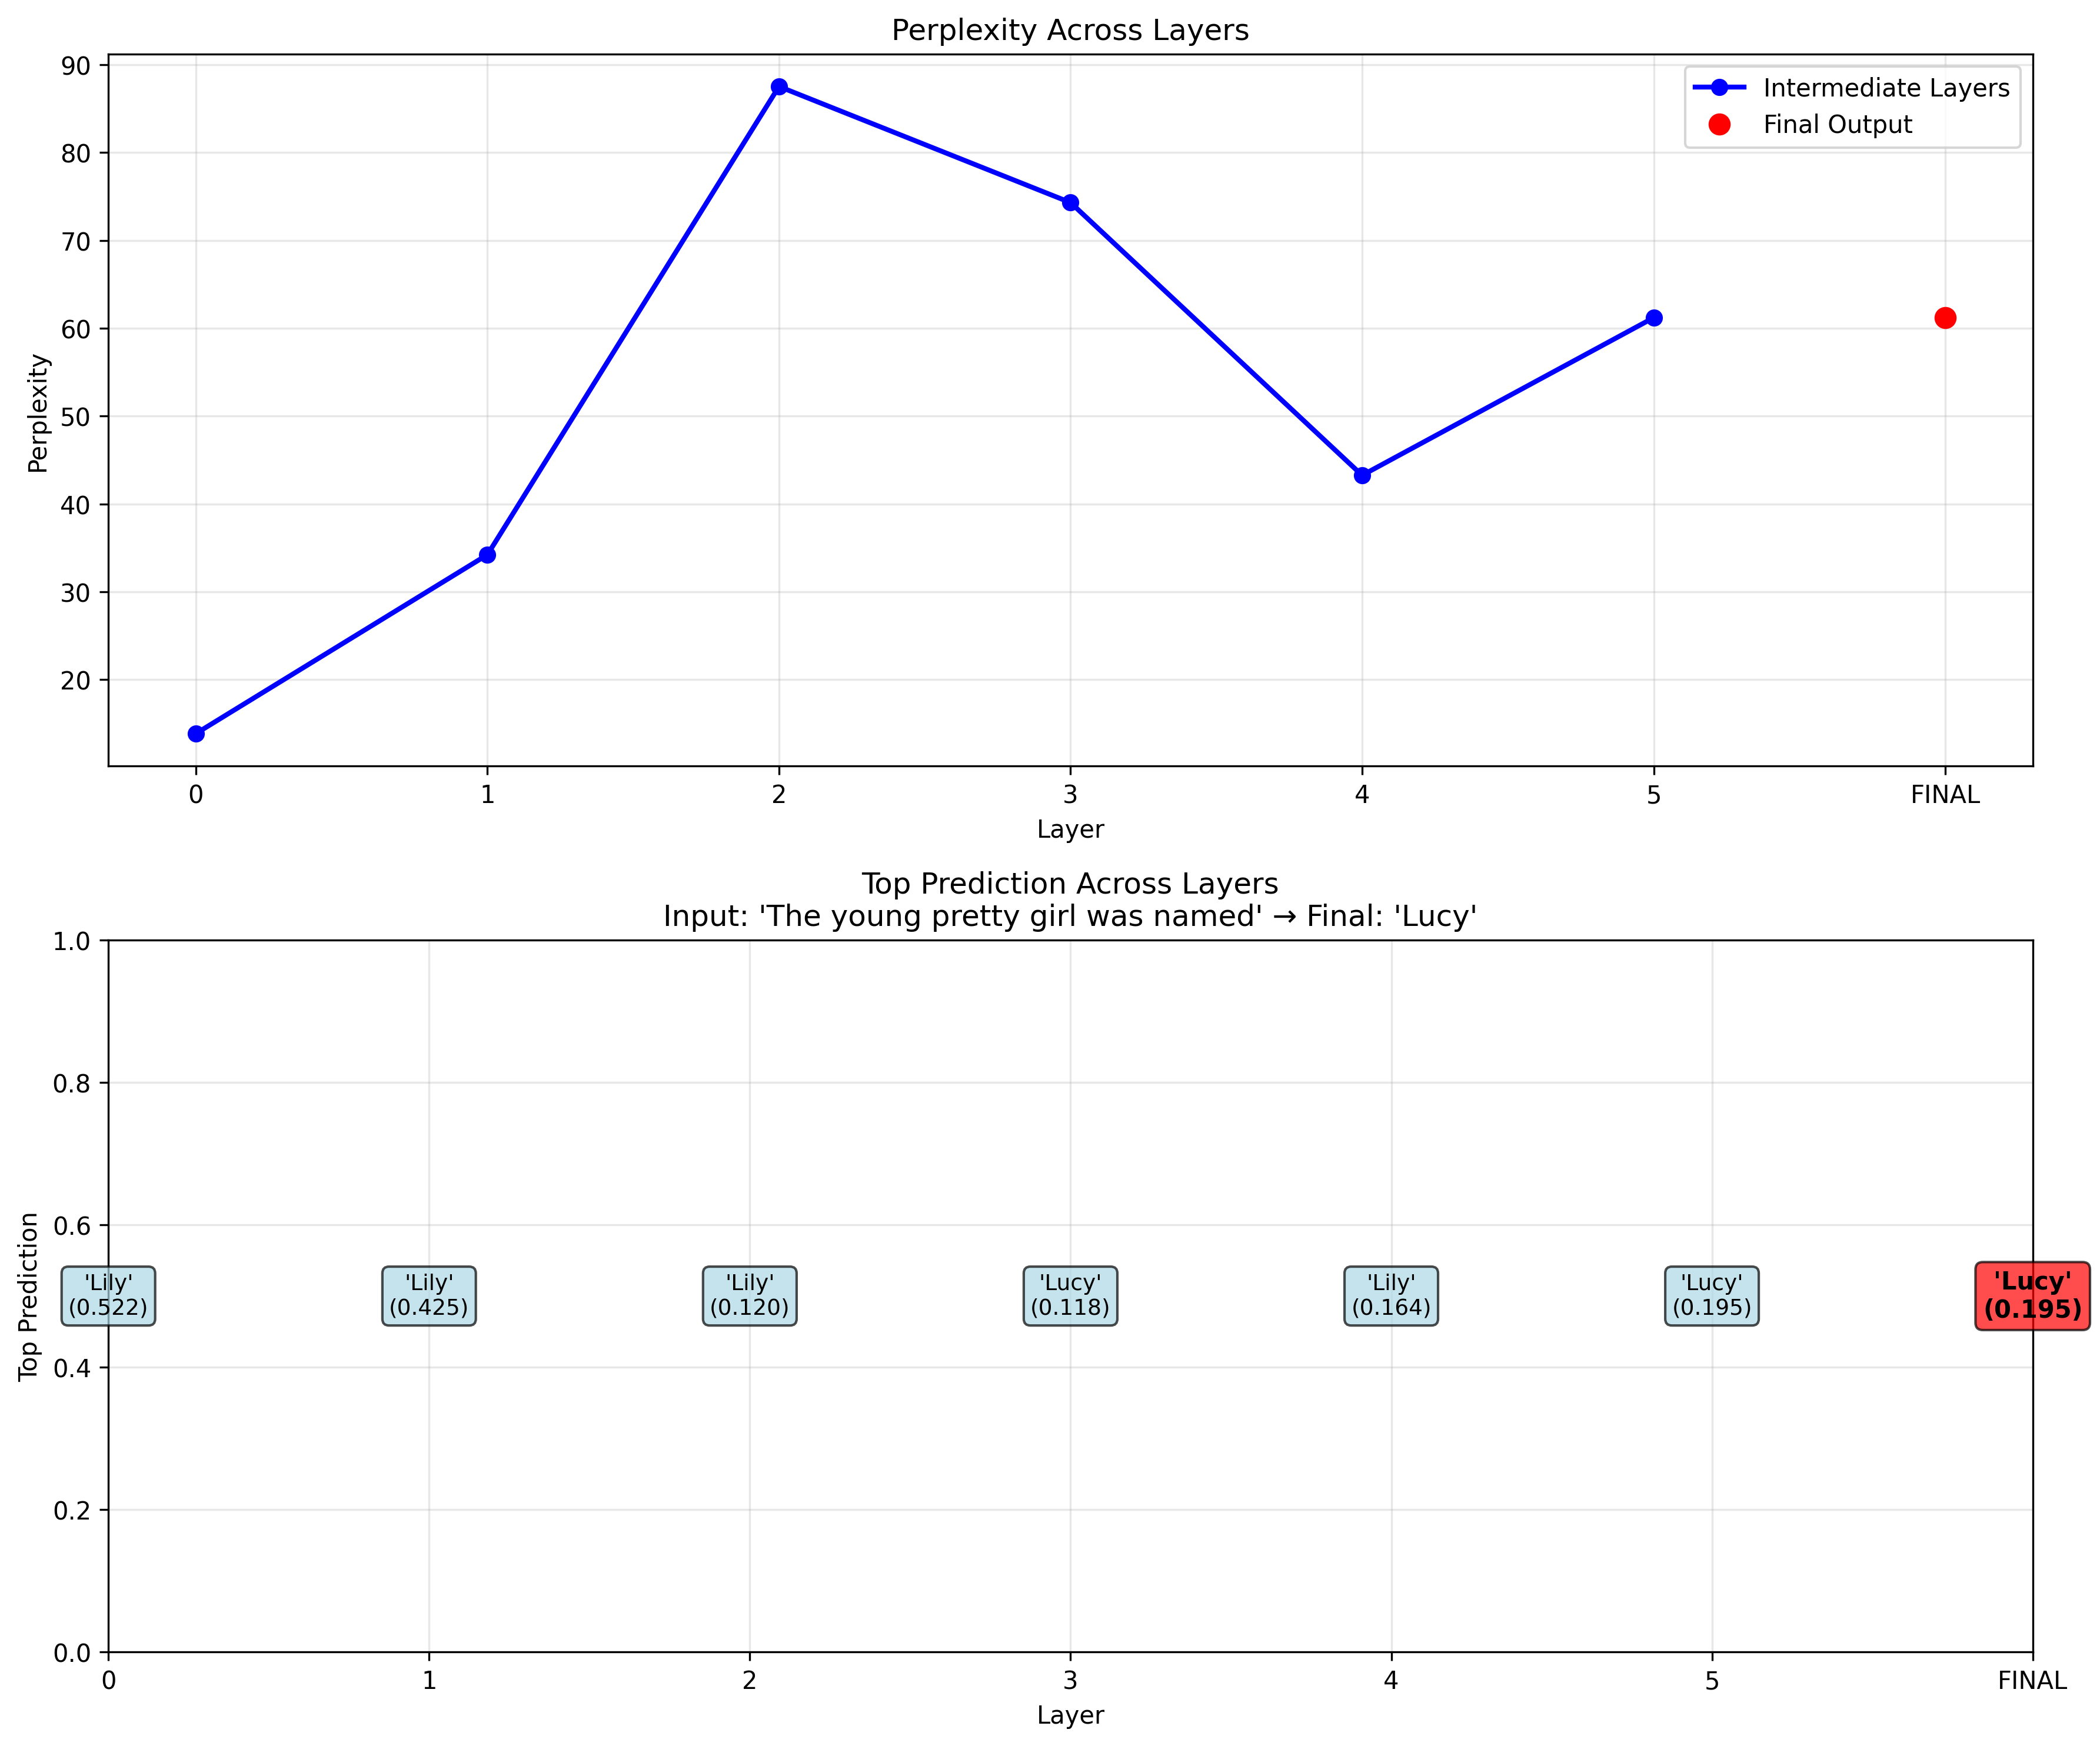 Perplexity Across Layers
90
80
70
60
50
40
30
20
Perplexity
Intermediate Layers
Final Output
0 1 2 3 4 5 FINAL
Layer
Top Prediction Across Layers
Input: 'The young pretty girl was named' → Final: 'Lucy'
1.0
0.8
0.6
0.4
0.2
0.0
Top Prediction
'Lily' 'Lily' 'Lily' 'Lucy' 'Lily' 'Lucy' 'Lucy'
(0.522) (0.425) (0.120) (0.118) (0.164) (0.195) (0.195)
0 1 2 3 4 5 FINAL
Layer